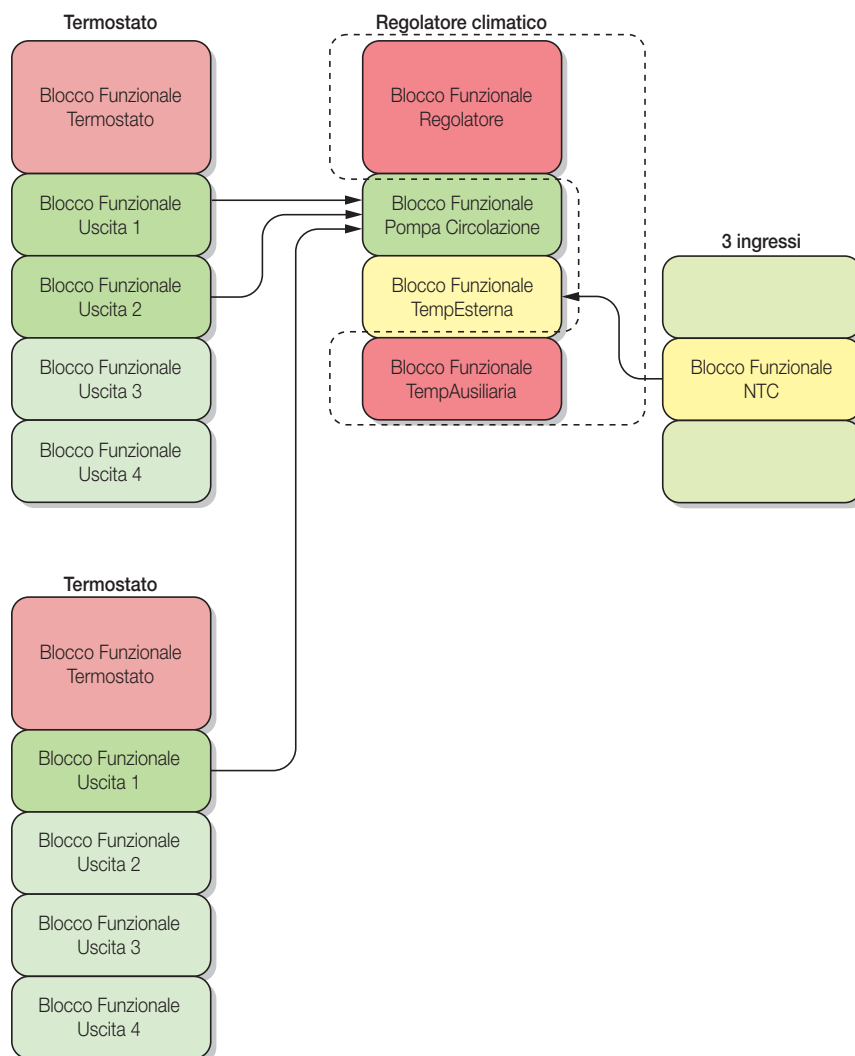 Termostato
Blocco Funzionale
Termostato
Blocco Funzionale
Uscita 1
Blocco Funzionale
Uscita 2
Blocco Funzionale
Uscita 3
Blocco Funzionale
Uscita 4
Regolatore climatico
Blocco Funzionale
Regolatore
Blocco Funzionale
Pompa Circolazione
Blocco Funzionale
TempEsterna
Blocco Funzionale
TempAusiliaria
3 ingressi
Blocco Funzionale
NTC
Termostato
Blocco Funzionale
Termostato
Blocco Funzionale
Uscita 1
Blocco Funzionale
Uscita 2
Blocco Funzionale
Uscita 3
Blocco Funzionale
Uscita 4